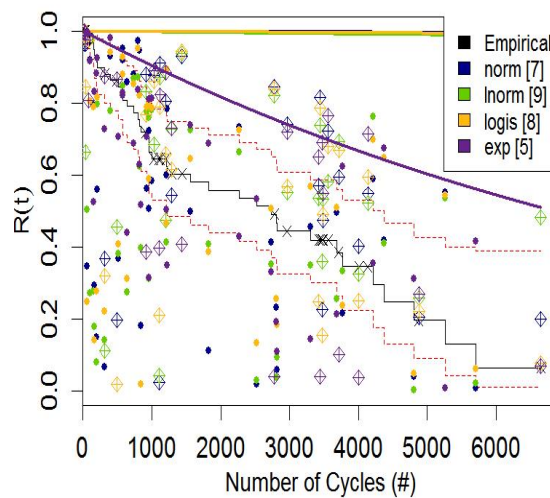 1.0
0.8
0.6
0.4
0.2
0.0
R(t)
Empirical
norm [7]
lnorm [9]
logis [8]
exp [5]
0 1000 2000 3000 4000 5000 6000
Number of Cycles (#)